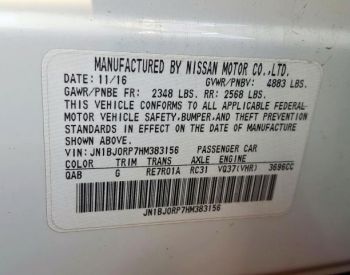 MANUFACTURED BY NISSAN MOTOR CO.,LTD.
DATE: 11/16 GVWR/PNBV: 4883 LBS.
GAWR/PNBE FR: 2348 LBS. RR: 2568 LBS.
THIS VEHICLE CONFORMS TO ALL APPLICABLE FEDERAL
MOTOR VEHICLE SAFETY,BUMPER,AND THEFT PREVENTION
STANDARDS IN EFFECT ON THE DATE OF MANUFACTURE
SHOWN ABOVE.
V.I.N: JN1BJ0RP7HM383156 PASSENGER CAR
COLOR TRIM TRANS AXLE ENGINE
QAB G RE7R01A RC31 VQ37(VHR) 3696CC
JN1BJ0RP7HM383156